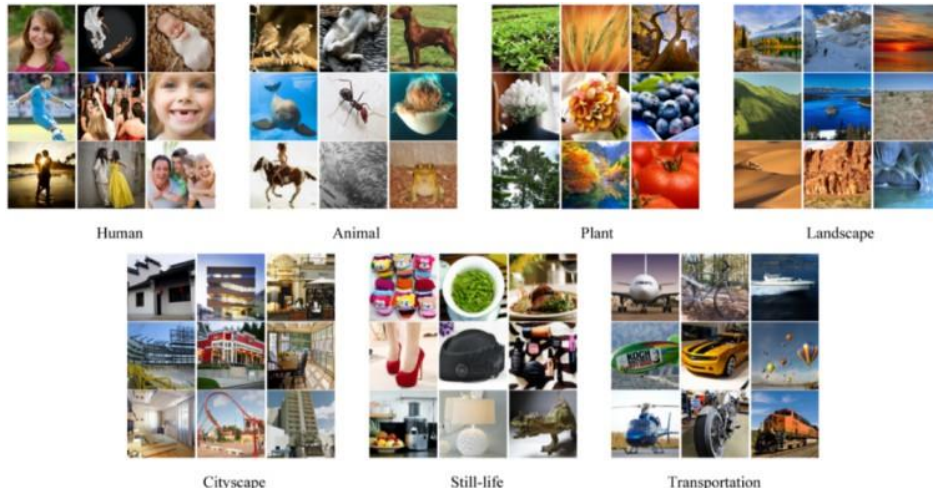 Human
Animal
Plant
Landscape
Cityscape
Still-life
Transportation